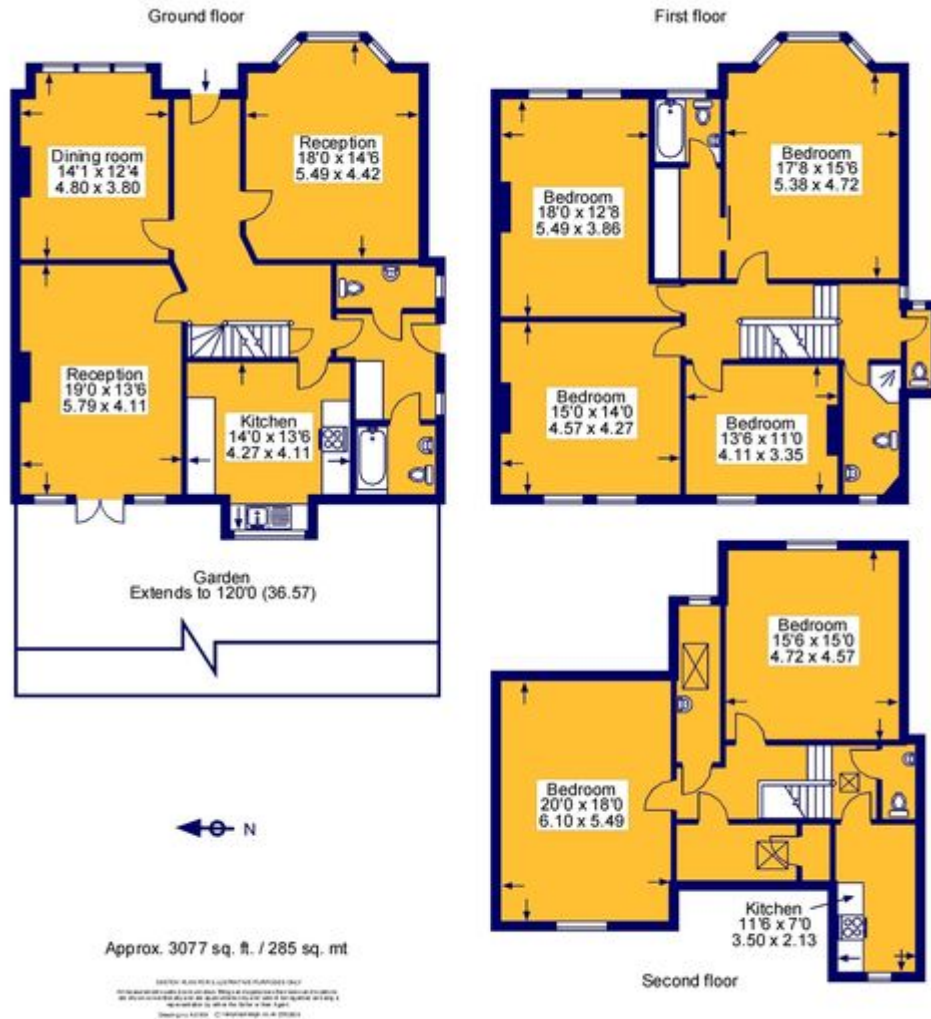 Ground floor
First floor
Dining room
14'1 x 12'4
4.80 x 3.80
Reception
18'0 x 14'6
5.49 x 4.42
Reception
19'0 x 13'6
5.79 x 4.11
Kitchen
14'0 x 13'6
4.27 x 4.11
Garden
Extends to 120'0 (36.57)
Bedroom
18'0 x 12'8
5.49 x 3.86
Bedroom
17'8 x 15'6
5.38 x 4.72
Bedroom
15'0 x 14'0
4.57 x 4.27
Bedroom
13'6 x 11'0
4.11 x 3.35
Bedroom
15'6 x 15'0
4.72 x 4.57
Bedroom
20'0 x 18'0
6.10 x 5.49
Kitchen
11'6 x 7'0
3.50 x 2.13
Second floor
N
Approx. 3077 sq. ft. / 285 sq. mt